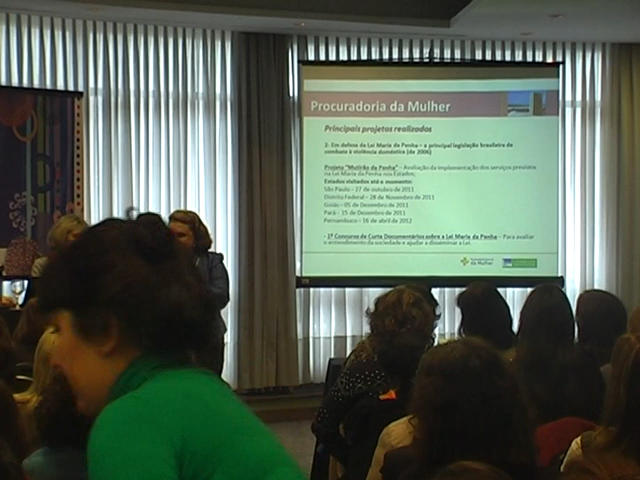 Procuradoria da Mulher
Principais projetos realizados
2- Em defesa da Lei Maria da Penha – a principal legislação brasileira de
combate à violência doméstica (de 2006)
Projeto "Mutirão da Penha" – Avaliação da implementação dos serviços previstos
na Lei Maria da Penha nos Estados;
Estados visitados até o momento:
São Paulo - 27 de outubro de 2011
Distrito Federal – 28 de Novembro de 2011
Goiás – 05 de Dezembro de 2011
Pará - 15 de Dezembro de 2011
Pernambuco – 16 de abril de 2012
- 1º Concurso de Curta Documentários sobre a Lei Maria da Penha – Para avaliar
o entendimento da sociedade e ajudar a disseminar a Lei.
da Mulher